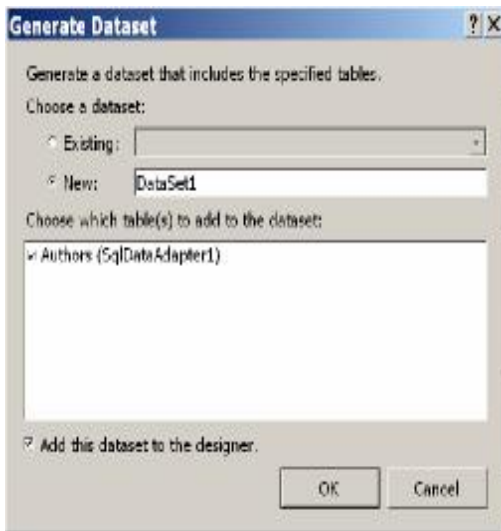 Generate Dataset
Generate a dataset that includes the specified tables.
Choose a dataset:
Existing:
New: DataSet1
Choose which table(s) to add to the dataset:
Authors (SqlDataAdapter1)
Add this dataset to the designer.
OK Cancel